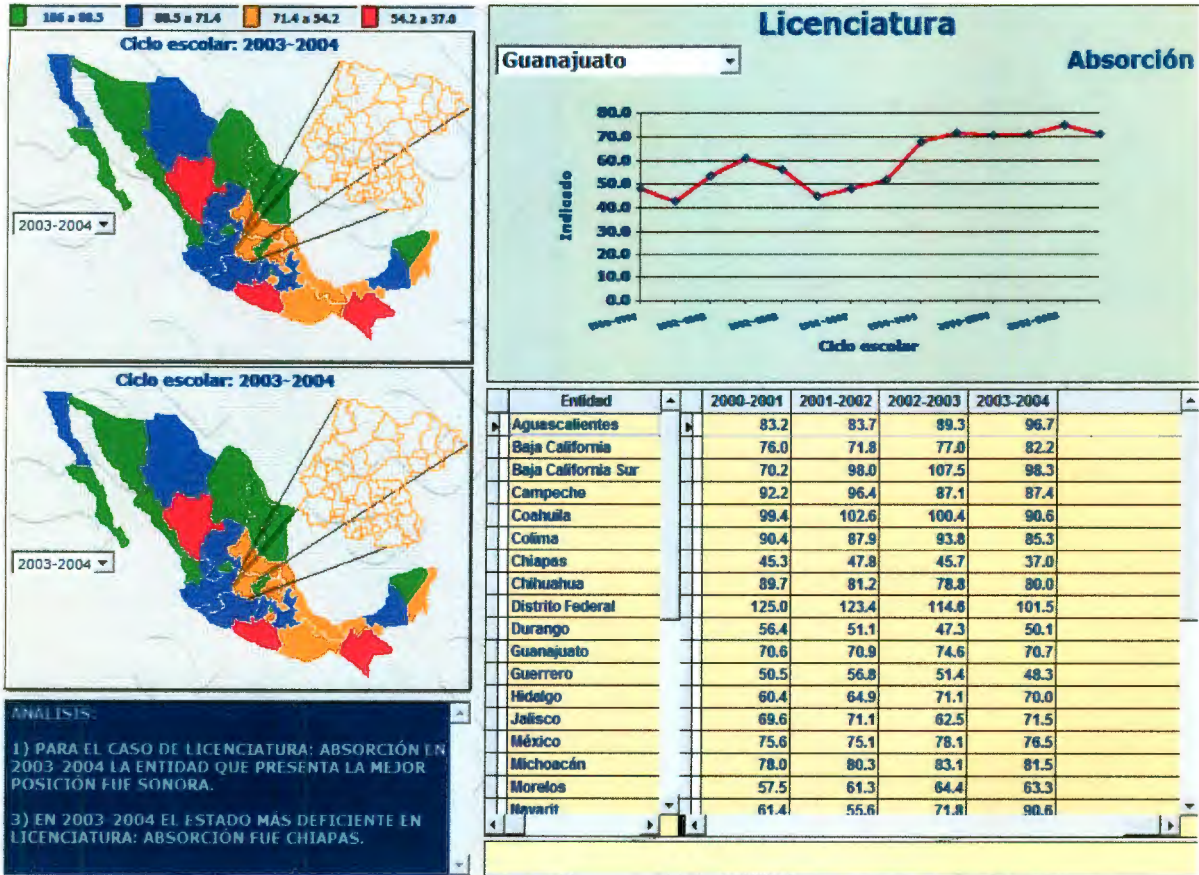 106 a 88.5 88.5 a 71.4 71.4 a 54.2 54.2 a 37.0
Ciclo escolar: 2003-2004
2003-2004
Ciclo escolar: 2003-2004
2003-2004
ANÁLISIS:
1) PARA EL CASO DE LICENCIATURA: ABSORCIÓN EN
2003-2004 LA ENTIDAD QUE PRESENTA LA MEJOR
POSICIÓN FUE SONORA.
3) EN 2003-2004 EL ESTADO MÁS DEFICIENTE EN
LICENCIATURA: ABSORCIÓN FUE CHIAPAS.
Licenciatura
Guanajuato
Absorción
80.0
70.0
60.0
50.0
40.0
30.0
20.0
10.0
0.0
Indicado
Ciclo escolar
Entidad 2000-2001 2001-2002 2002-2003 2003-2004
Aguascalientes 83.2 83.7 89.3 96.7
Baja California 76.0 71.8 77.0 82.2
Baja California Sur 70.2 98.0 107.5 98.3
Campeche 92.2 96.4 87.1 87.4
Coahuila 99.4 102.6 100.4 90.6
Colima 90.4 87.9 93.8 85.3
Chiapas 45.3 47.8 45.7 37.0
Chihuahua 89.7 81.2 78.8 80.0
Distrito Federal 125.0 123.4 114.6 101.5
Durango 56.4 51.1 47.3 50.1
Guanajuato 70.6 70.9 74.6 70.7
Guerrero 50.5 56.8 51.4 48.3
Hidalgo 60.4 64.9 71.1 70.0
Jalisco 69.6 71.1 62.5 71.5
México 75.6 75.1 78.1 76.5
Michoacán 78.0 80.3 83.1 81.5
Morelos 57.5 61.3 64.4 63.3
Nayarit 61.4 55.6 71.8 90.6